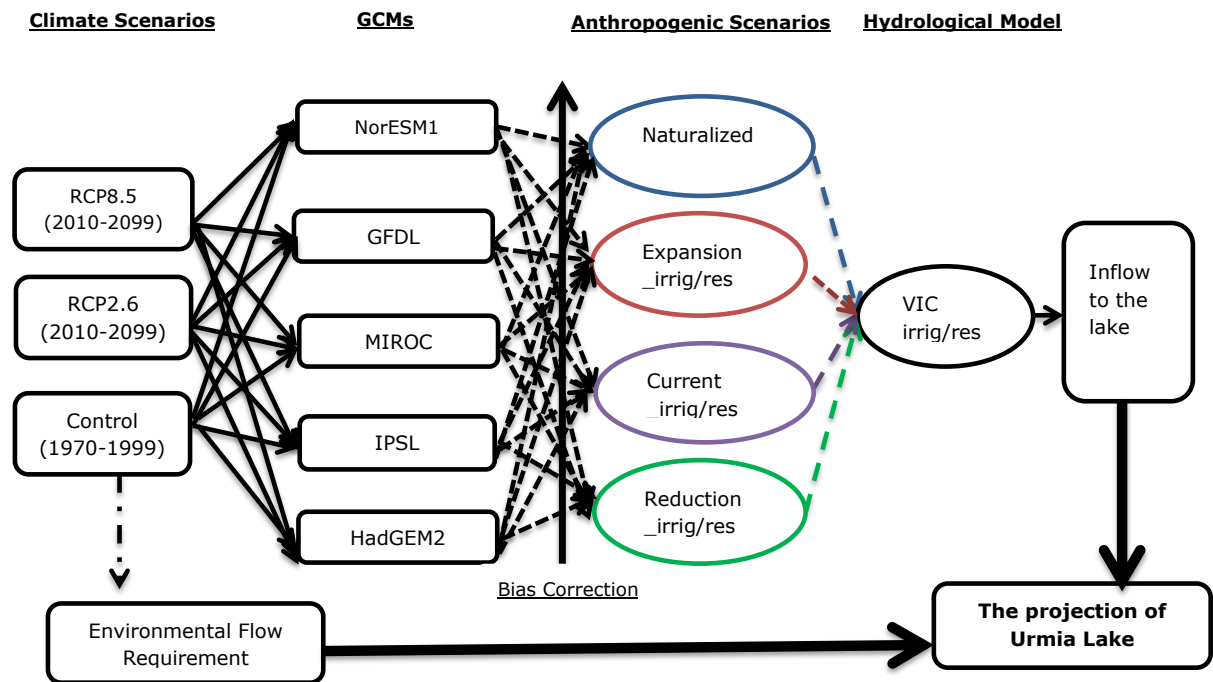 Climate Scenarios
GCMs
Anthropogenic Scenarios
Hydrological Model
RCP8.5
(2010-2099)
RCP2.6
(2010-2099)
Control
(1970-1999)
NorESM1
GFDL
MIROC
IPSL
HadGEM2
Bias Correction
Naturalized
Expansion
_irrig/res
Current
_irrig/res
Reduction
_irrig/res
VIC
irrig/res
Inflow
to the
lake
Environmental Flow
Requirement
The projection of
Urmia Lake